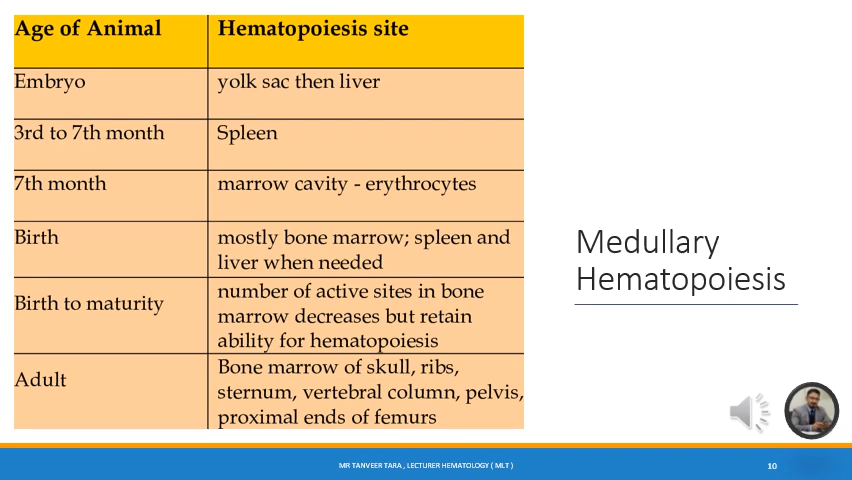 Age of Animal
Hematopoiesis site
Embryo
yolk sac then liver
3rd to 7th month
Spleen
7th month
marrow cavity - erythrocytes
Birth
mostly bone marrow; spleen and
liver when needed
Birth to maturity
number of active sites in bone
marrow decreases but retain
ability for hematopoiesis
Adult
Bone marrow of skull, ribs,
sternum, vertebral column, pelvis,
proximal ends of femurs
Medullary
Hematopoiesis
MR TANVEER TARA , LECTURER HEMATOLOGY ( MLT )
10